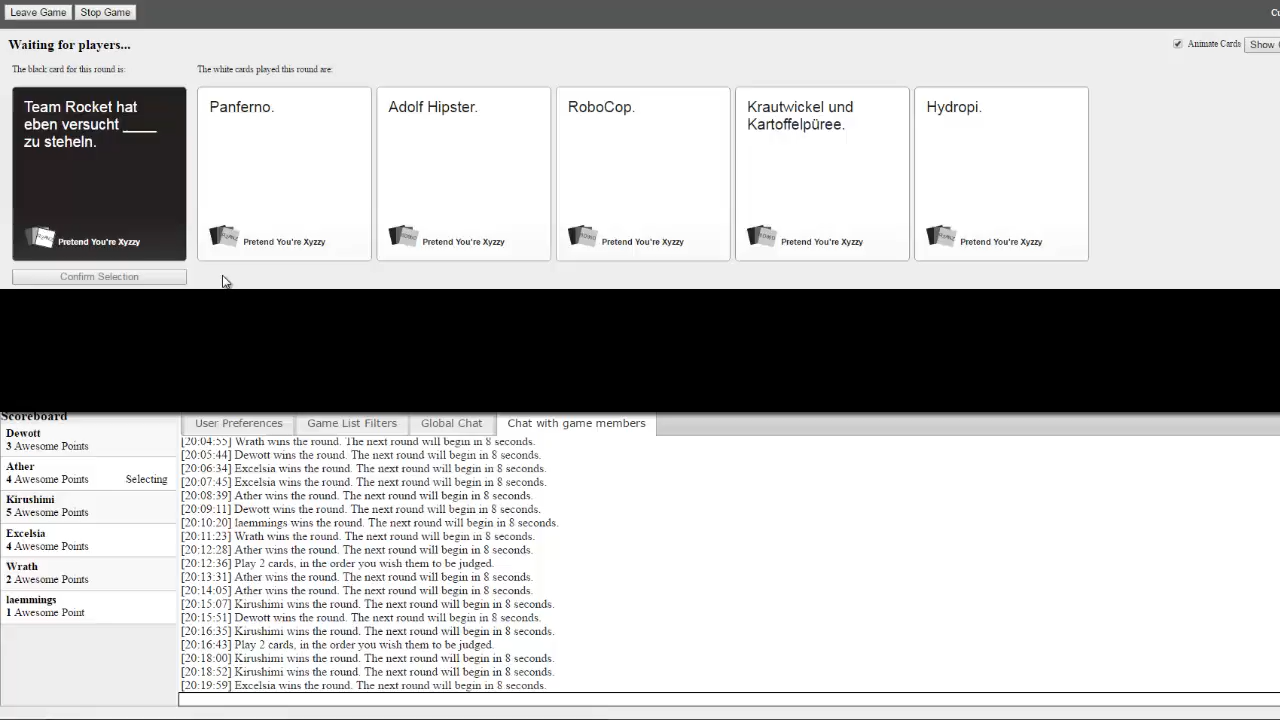 Leave Game
Stop Game
Waiting for players...
Animate Cards
Show
The black card for this round is:
The white cards played this round are:
Team Rocket hat
eben versucht ____
zu steheln.
Pretend You're Xyzzy
Panferno.
Pretend You're Xyzzy
Adolf Hipster.
Pretend You're Xyzzy
RoboCop.
Pretend You're Xyzzy
Krautwickel und
Kartoffelpüree.
Pretend You're Xyzzy
Hydropi.
Pretend You're Xyzzy
Confirm Selection
Scoreboard
Dewott
3 Awesome Points
Ather
4 Awesome Points
Selecting
Kirushimi
5 Awesome Points
Excelsia
4 Awesome Points
Wrath
2 Awesome Points
laemmings
1 Awesome Point
User Preferences
Game List Filters
Global Chat
Chat with game members
[20:04:55] Wrath wins the round. The next round will begin in 8 seconds.
[20:05:44] Dewott wins the round. The next round will begin in 8 seconds.
[20:06:34] Excelsia wins the round. The next round will begin in 8 seconds.
[20:07:45] Excelsia wins the round. The next round will begin in 8 seconds.
[20:08:39] Ather wins the round. The next round will begin in 8 seconds.
[20:09:11] Dewott wins the round. The next round will begin in 8 seconds.
[20:10:20] laemmings wins the round. The next round will begin in 8 seconds.
[20:11:23] Wrath wins the round. The next round will begin in 8 seconds.
[20:12:28] Ather wins the round. The next round will begin in 8 seconds.
[20:12:36] Play 2 cards, in the order you wish them to be judged.
[20:13:31] Ather wins the round. The next round will begin in 8 seconds.
[20:14:05] Ather wins the round. The next round will begin in 8 seconds.
[20:15:07] Kirushimi wins the round. The next round will begin in 8 seconds.
[20:15:51] Dewott wins the round. The next round will begin in 8 seconds.
[20:16:35] Kirushimi wins the round. The next round will begin in 8 seconds.
[20:16:43] Play 2 cards, in the order you wish them to be judged.
[20:18:00] Kirushimi wins the round. The next round will begin in 8 seconds.
[20:18:52] Kirushimi wins the round. The next round will begin in 8 seconds.
[20:19:59] Excelsia wins the round. The next round will begin in 8 seconds.